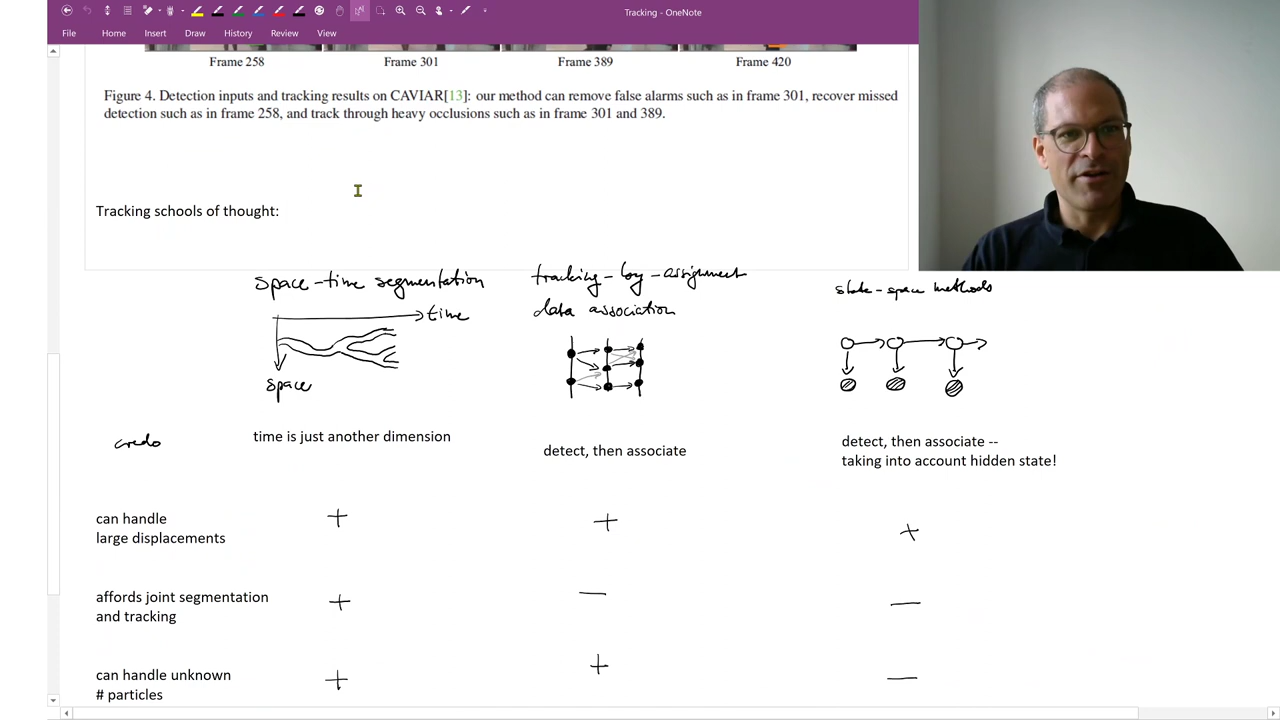 Tracking - OneNote
File Home Insert Draw History Review View
Frame 258 Frame 301 Frame 389 Frame 420
Figure 4. Detection inputs and tracking results on CAVIAR[13]: our method can remove false alarms such as in frame 301, recover missed
detection such as in frame 258, and track through heavy occlusions such as in frame 301 and 389.
Tracking schools of thought:
space-time segmentation
time
space
tracking-by-assignment
data association
state-space methods
credo
time is just another dimension
detect, then associate
detect, then associate --
taking into account hidden state!
can handle
large displacements
+ + +
affords joint segmentation
and tracking
+ — —
can handle unknown
# particles
+ + —